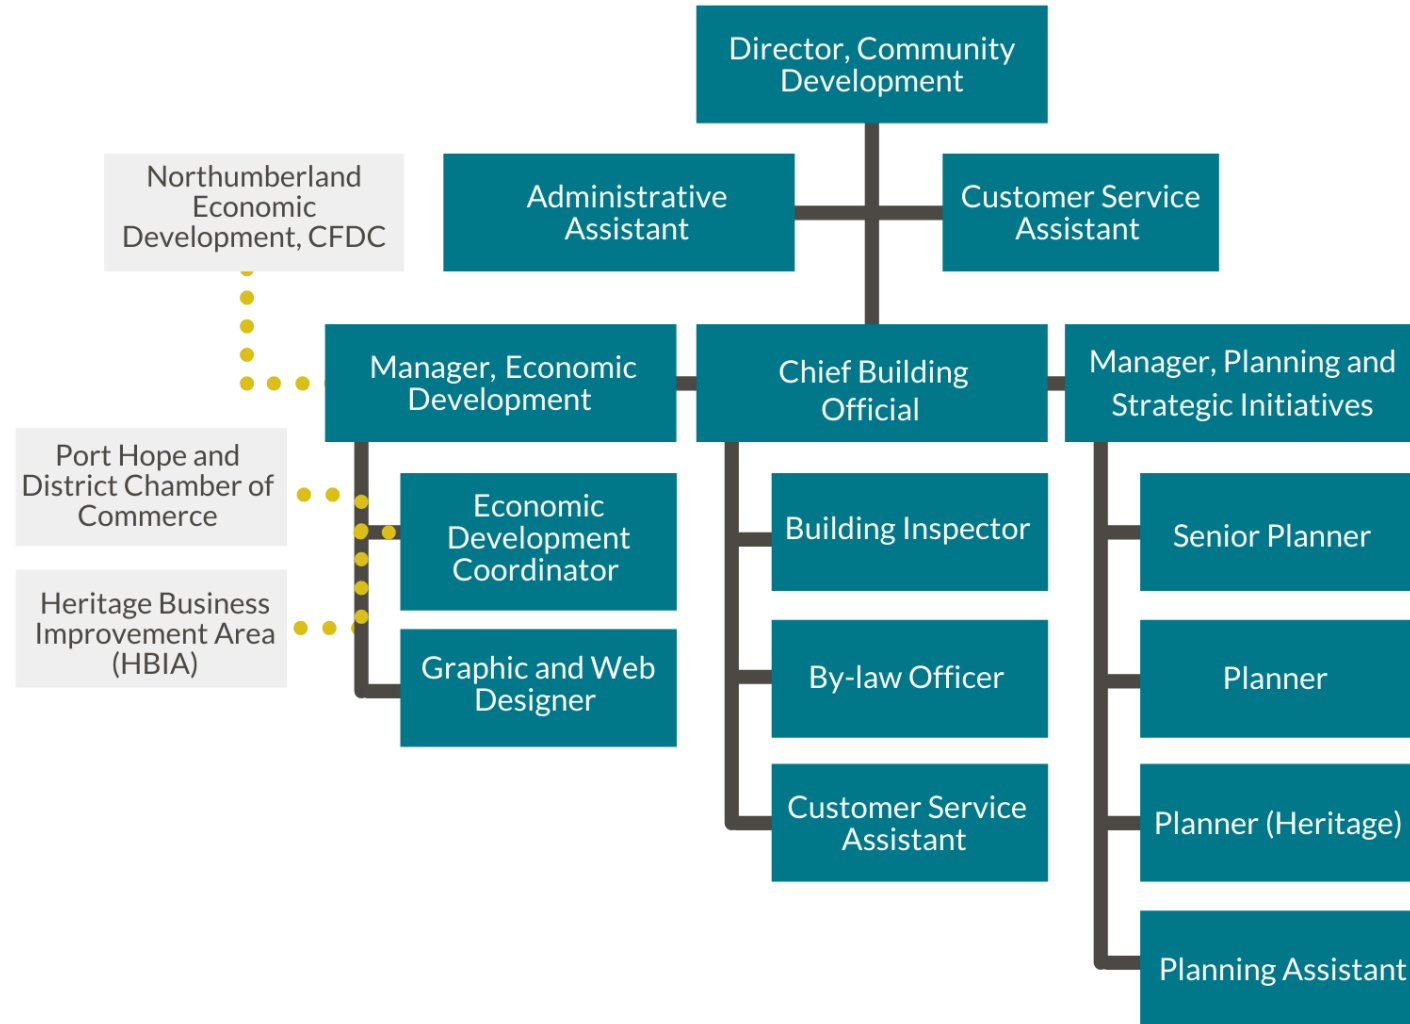 Director, Community
Development
Northumberland
Economic
Development, CFDC
Administrative
Assistant
Customer Service
Assistant
Manager, Economic
Development
Chief Building
Official
Manager, Planning and
Strategic Initiatives
Port Hope and
District Chamber of
Commerce
Heritage Business
Improvement Area
(HBIA)
Economic
Development
Coordinator
Graphic and Web
Designer
Building Inspector
By-law Officer
Customer Service
Assistant
Senior Planner
Planner
Planner (Heritage)
Planning Assistant